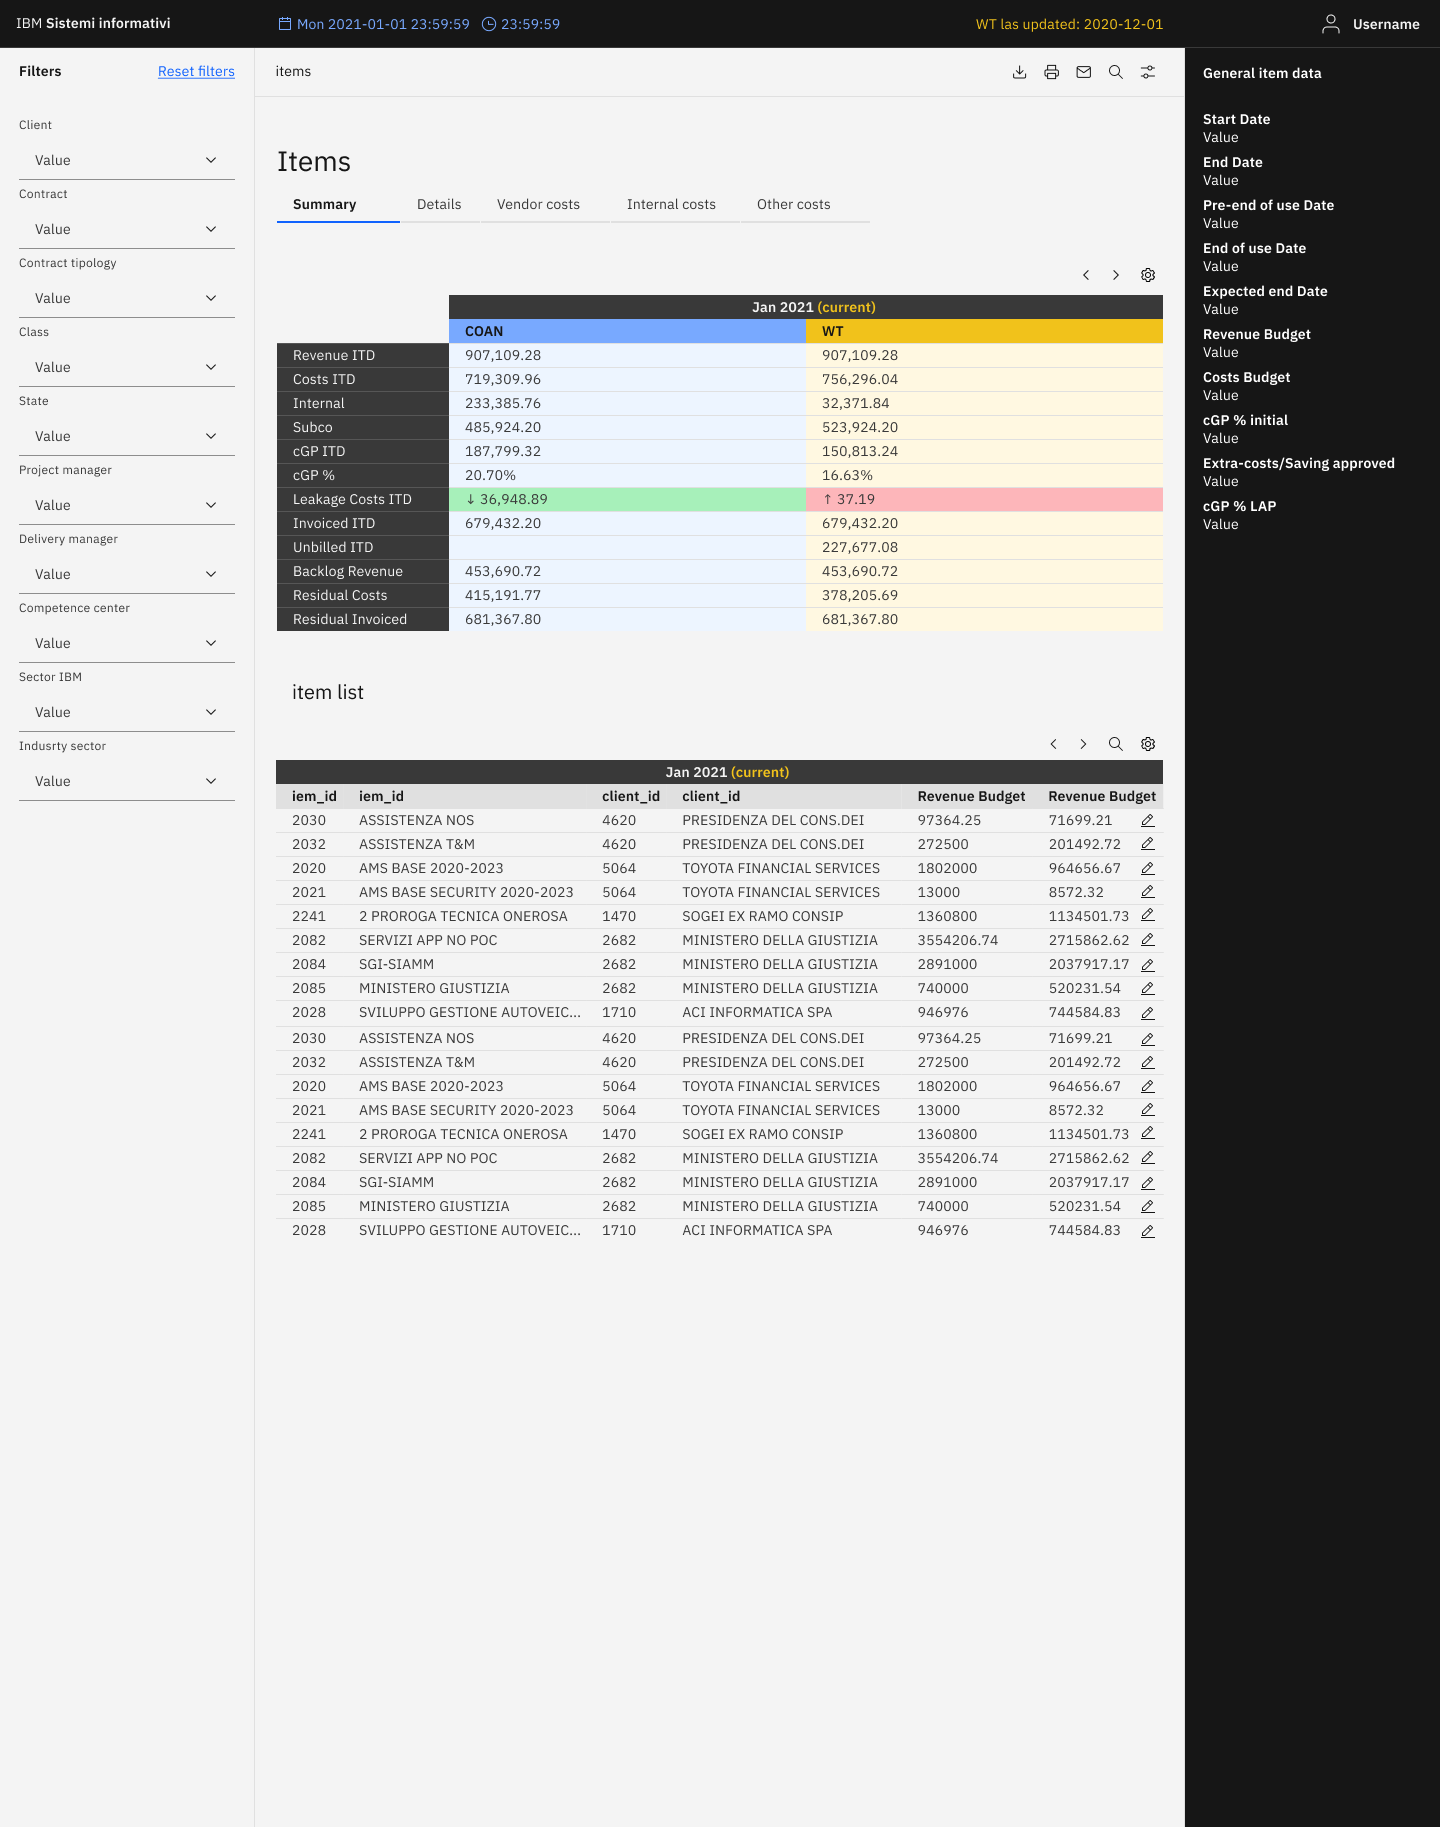 IBM Sistemi informativi
Mon 2021-01-01 23:59:59 23:59:59
WT las updated: 2020-12-01
Username
Filters Reset filters
Client
Value
Contract
Value
Contract tipology
Value
Class
Value
State
Value
Project manager
Value
Delivery manager
Value
Competence center
Value
Sector IBM
Value
Indusrty sector
Value
items
Items
Summary Details Vendor costs Internal costs Other costs
Jan 2021 (current)
COAN WT
Revenue ITD 907,109.28 907,109.28
Costs ITD 719,309.96 756,296.04
Internal 233,385.76 32,371.84
Subco 485,924.20 523,924.20
cGP ITD 187,799.32 150,813.24
cGP % 20.70% 16.63%
Leakage Costs ITD ↓ 36,948.89 ↑ 37.19
Invoiced ITD 679,432.20 679,432.20
Unbilled ITD 227,677.08
Backlog Revenue 453,690.72 453,690.72
Residual Costs 415,191.77 378,205.69
Residual Invoiced 681,367.80 681,367.80
item list
Jan 2021 (current)
iem_id iem_id client_id client_id Revenue Budget Revenue Budget
2030 ASSISTENZA NOS 4620 PRESIDENZA DEL CONS.DEI 97364.25 71699.21
2032 ASSISTENZA T&M 4620 PRESIDENZA DEL CONS.DEI 272500 201492.72
2020 AMS BASE 2020-2023 5064 TOYOTA FINANCIAL SERVICES 1802000 964656.67
2021 AMS BASE SECURITY 2020-2023 5064 TOYOTA FINANCIAL SERVICES 13000 8572.32
2241 2 PROROGA TECNICA ONEROSA 1470 SOGEI EX RAMO CONSIP 1360800 1134501.73
2082 SERVIZI APP NO POC 2682 MINISTERO DELLA GIUSTIZIA 3554206.74 2715862.62
2084 SGI-SIAMM 2682 MINISTERO DELLA GIUSTIZIA 2891000 2037917.17
2085 MINISTERO GIUSTIZIA 2682 MINISTERO DELLA GIUSTIZIA 740000 520231.54
2028 SVILUPPO GESTIONE AUTOVEIC... 1710 ACI INFORMATICA SPA 946976 744584.83
2030 ASSISTENZA NOS 4620 PRESIDENZA DEL CONS.DEI 97364.25 71699.21
2032 ASSISTENZA T&M 4620 PRESIDENZA DEL CONS.DEI 272500 201492.72
2020 AMS BASE 2020-2023 5064 TOYOTA FINANCIAL SERVICES 1802000 964656.67
2021 AMS BASE SECURITY 2020-2023 5064 TOYOTA FINANCIAL SERVICES 13000 8572.32
2241 2 PROROGA TECNICA ONEROSA 1470 SOGEI EX RAMO CONSIP 1360800 1134501.73
2082 SERVIZI APP NO POC 2682 MINISTERO DELLA GIUSTIZIA 3554206.74 2715862.62
2084 SGI-SIAMM 2682 MINISTERO DELLA GIUSTIZIA 2891000 2037917.17
2085 MINISTERO GIUSTIZIA 2682 MINISTERO DELLA GIUSTIZIA 740000 520231.54
2028 SVILUPPO GESTIONE AUTOVEIC... 1710 ACI INFORMATICA SPA 946976 744584.83
General item data
Start Date
Value
End Date
Value
Pre-end of use Date
Value
End of use Date
Value
Expected end Date
Value
Revenue Budget
Value
Costs Budget
Value
cGP % initial
Value
Extra-costs/Saving approved
Value
cGP % LAP
Value